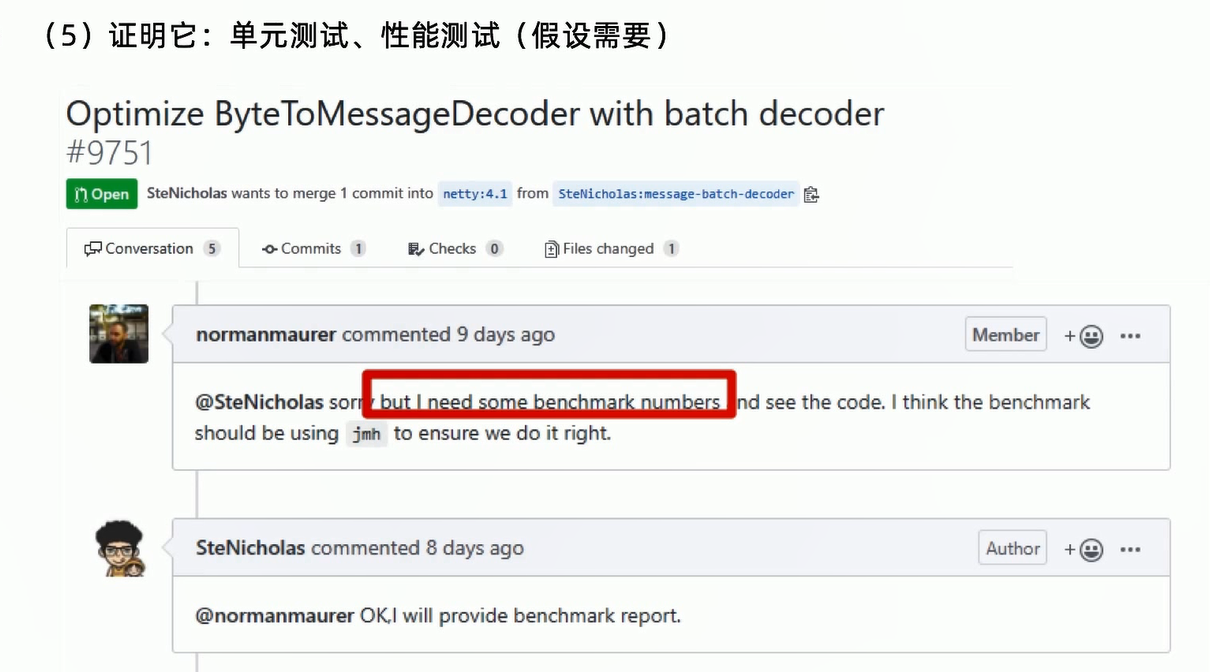 （5）证明它：单元测试、性能测试（假设需要）
Optimize ByteToMessageDecoder with batch decoder
#9751
Open SteNicholas wants to merge 1 commit into netty:4.1 from SteNicholas:message-batch-decoder
Conversation 5 Commits 1 Checks 0 Files changed 1
normanmaurer commented 9 days ago Member
@SteNicholas sorry but I need some benchmark numbers and see the code. I think the benchmark
should be using jmh to ensure we do it right.
SteNicholas commented 8 days ago Author
@normanmaurer OK,I will provide benchmark report.